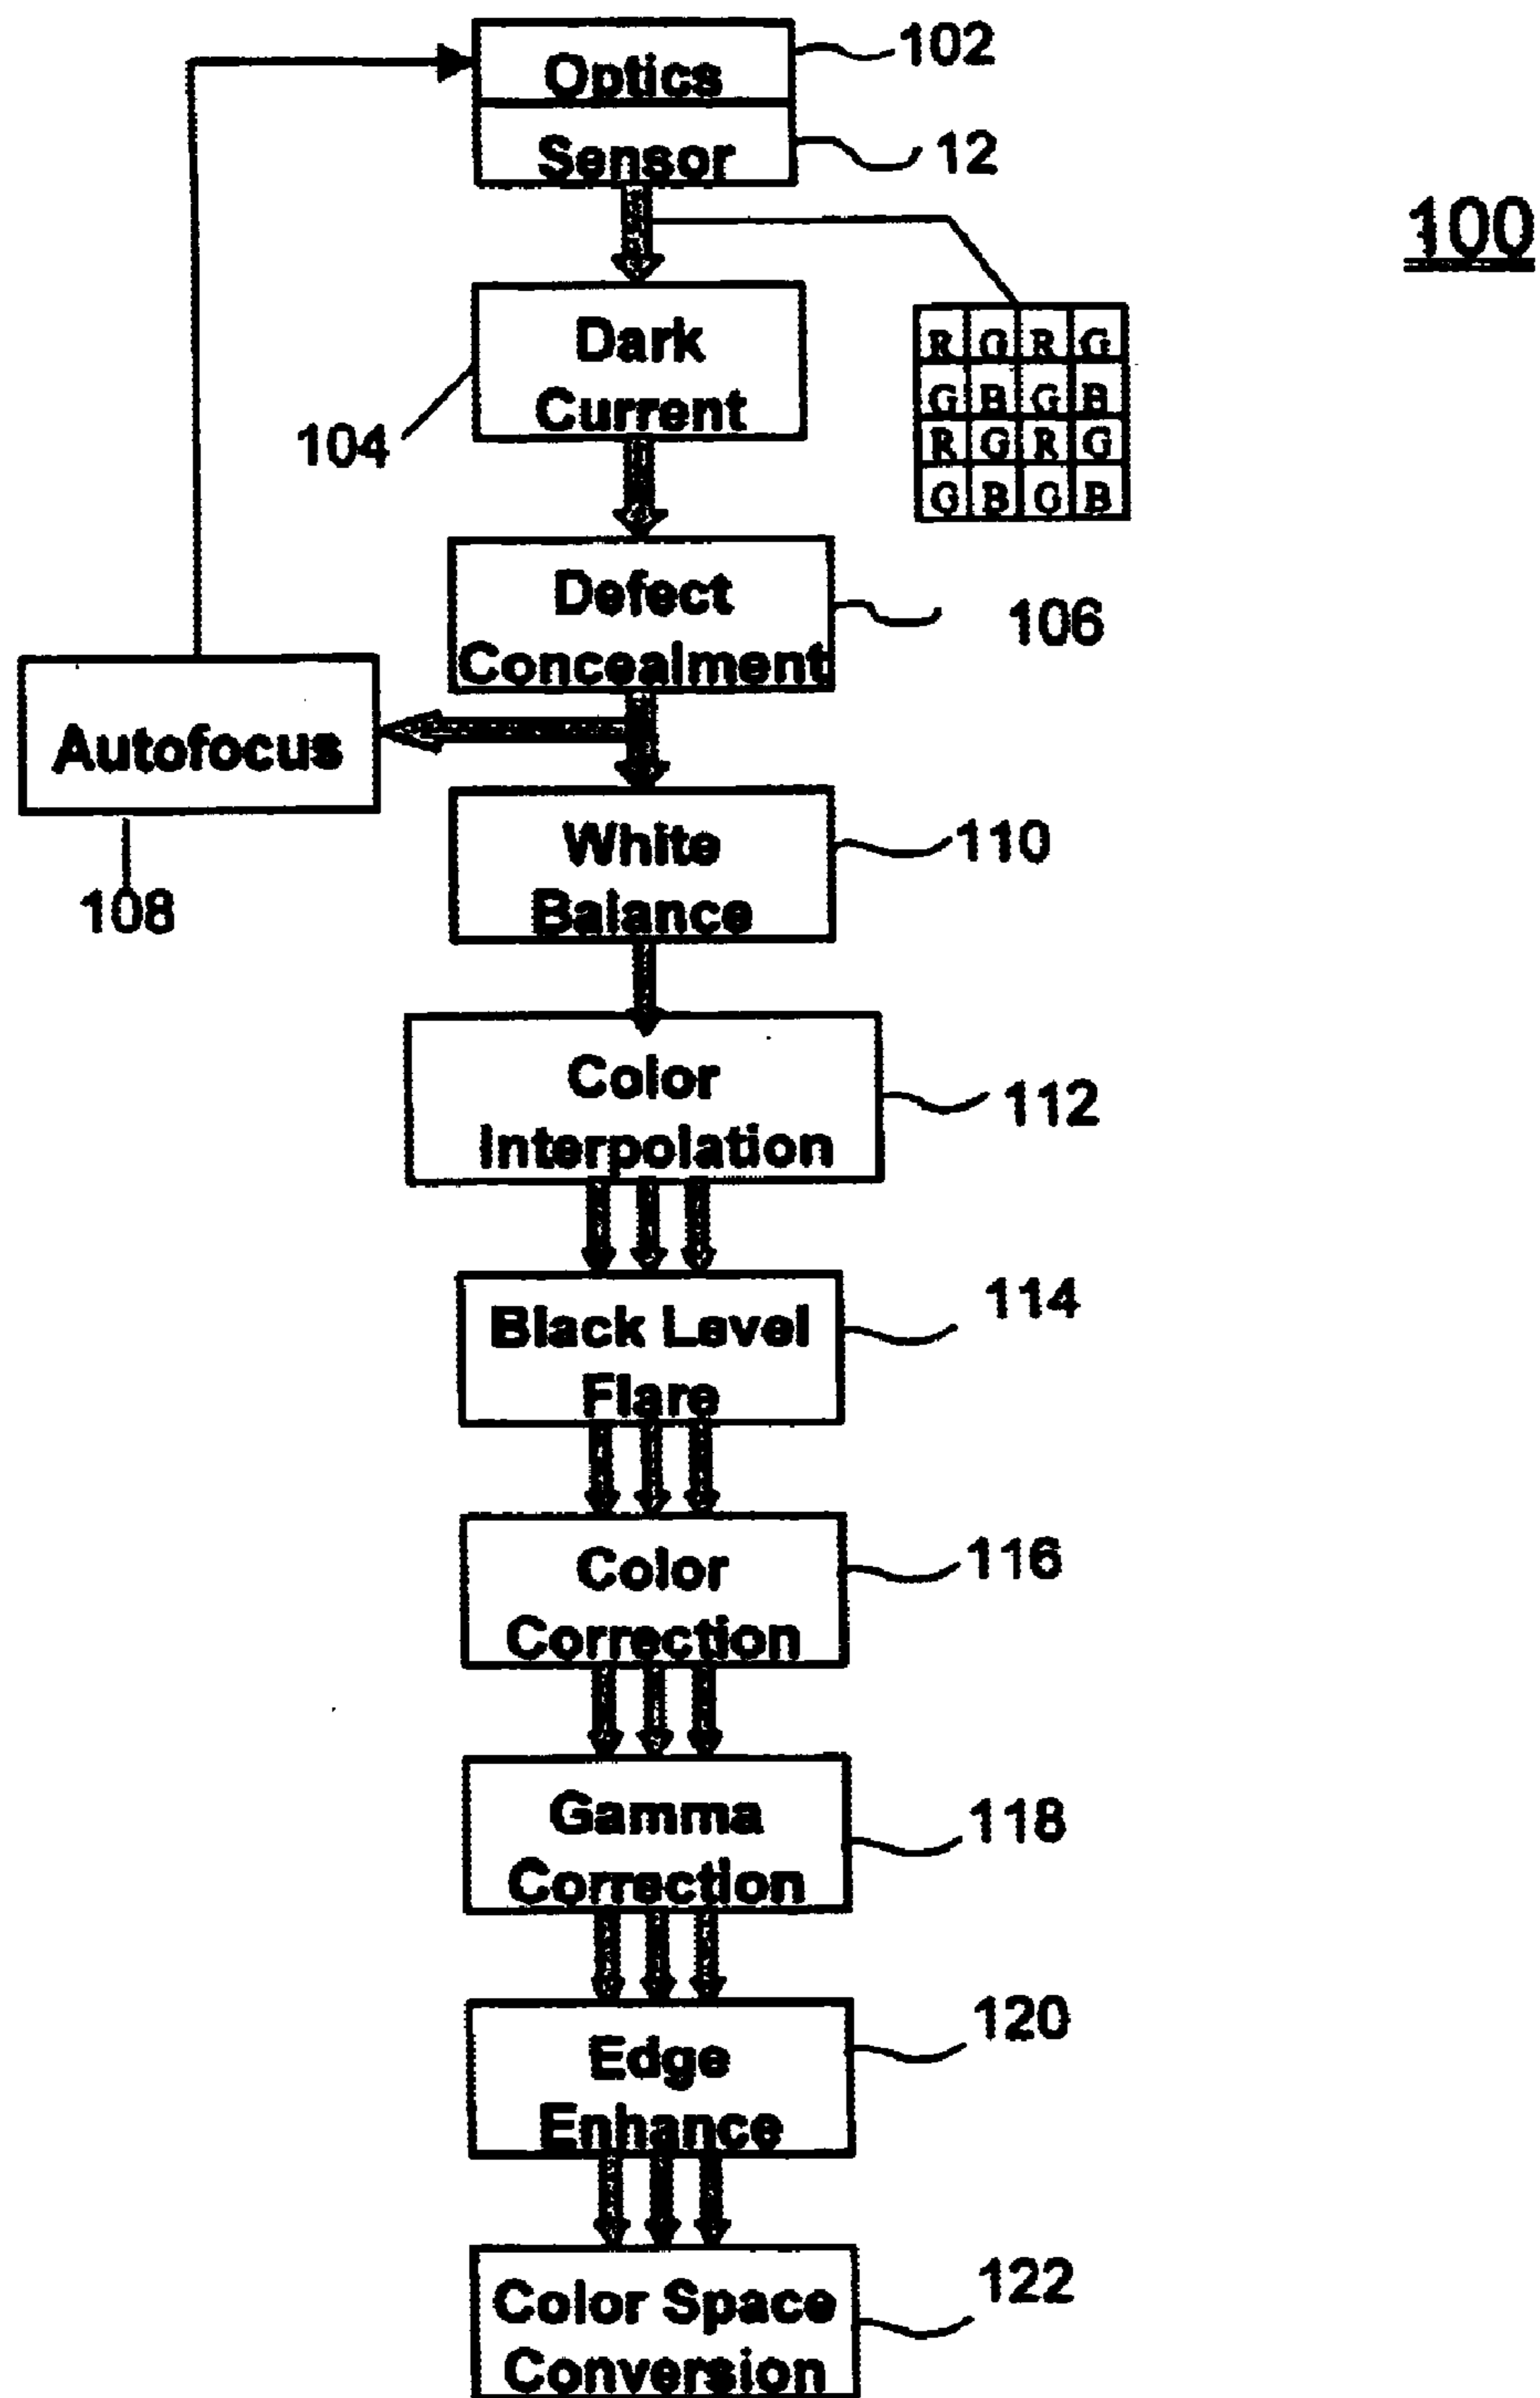 Optics
102
Sensor
12
100
Dark
Current
104
R G R G
G B G B
R G R G
G B G B
Defect
Concealment
106
Autofocus
108
White
Balance
110
Color
Interpolation
112
Black Level
Flare
114
Color
Correction
116
Gamma
Correction
118
Edge
Enhance
120
Color Space
Conversion
122